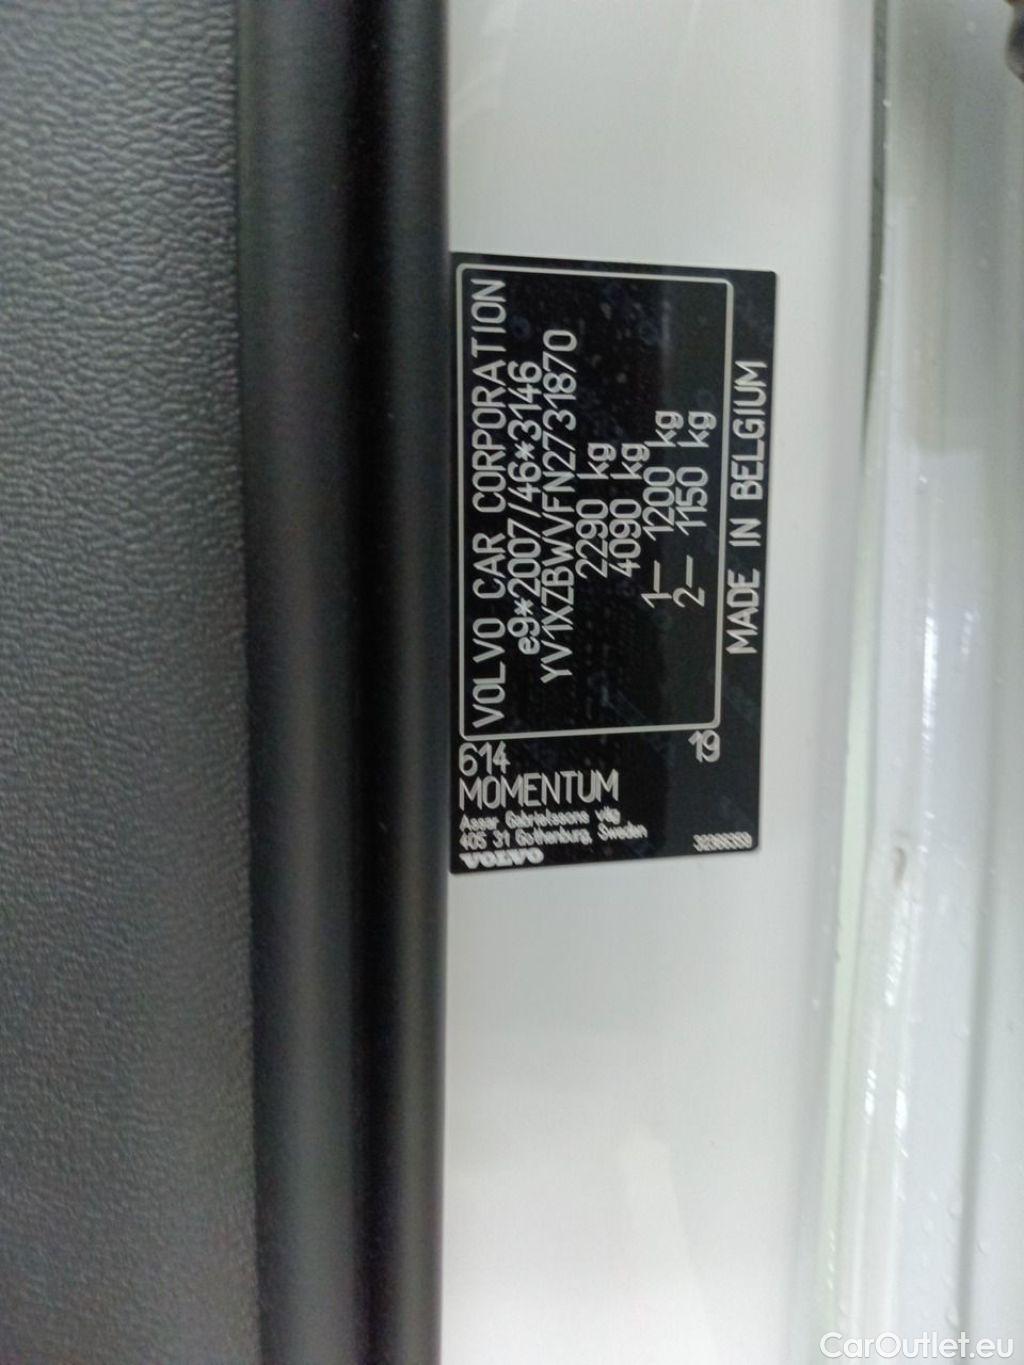 VOLVO CAR CORPORATION
e9*2007/46*3146
YV1XZBWVFN2731870
2290 kg
4090 kg
1— 1200 kg
2— 1150 kg
MADE IN BELGIUM
614
19
MOMENTUM
Assar Gabrielssons väg
405 31 Gothenburg, Sweden
VOLVO
32366359
CarOutlet.eu